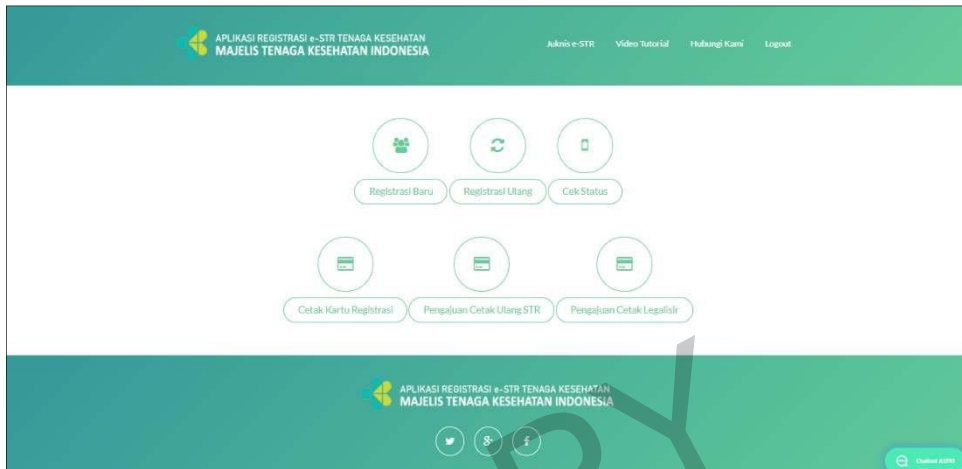 APLIKASI REGISTRASI e-STR TENAGA KESEHATAN
MAJELIS TENAGA KESEHATAN INDONESIA
Juknis e-STR Video Tutorial Hubungi Kami Logout
Registrasi Baru Registrasi Ulang Cek Status
Cetak Kartu Registrasi Pengajuan Cetak Ulang STR Pengajuan Cetak Legalisir
APLIKASI REGISTRASI e-STR TENAGA KESEHATAN
MAJELIS TENAGA KESEHATAN INDONESIA